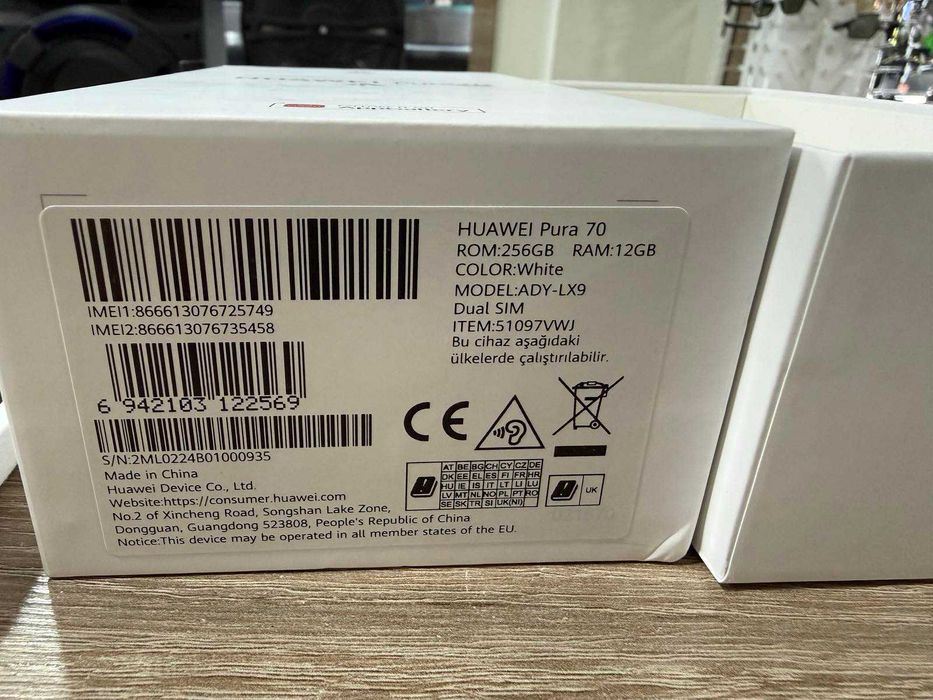 HUAWEI Pura 70
ROM:256GB RAM:12GB
COLOR:White
MODEL:ADY-LX9
Dual SIM
ITEM:51097VWJ
Bu cihaz aşağıdaki
ülkelerde çalıştırılabilir.
IMEI1:866613076725749
IMEI2:866613076735458
6 942103 122569
S/N:2ML0224B01000935
Made in China
Huawei Device Co., Ltd.
Website:https://consumer.huawei.com
No.2 of Xincheng Road, Songshan Lake Zone,
Dongguan, Guangdong 523808, People's Republic of China
Notice:This device may be operated in all member states of the EU.
CE
AT BE BG CH CY CZ DE
DK EE EL ES FI FR HR
HU IE IS IT LT LI LU
LV MT NL NO PL PT RO
SE SK TR SI UK(NI)
UK